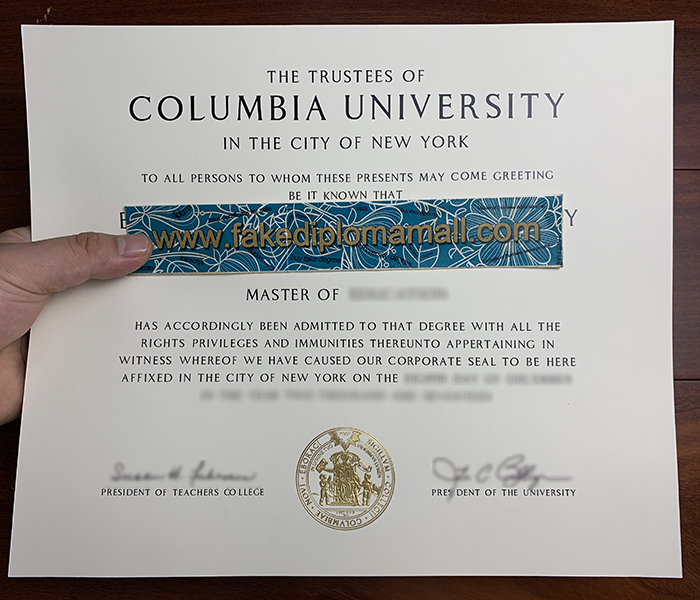 THE TRUSTEES OF
COLUMBIA UNIVERSITY
IN THE CITY OF NEW YORK
TO ALL PERSONS TO WHOM THESE PRESENTS MAY COME GREETING
BE IT KNOWN THAT
www.fakediplomamall.com
MASTER OF
HAS ACCORDINGLY BEEN ADMITTED TO THAT DEGREE WITH ALL THE
RIGHTS PRIVILEGES AND IMMUNITIES THEREUNTO APPERTAINING IN
WITNESS WHEREOF WE HAVE CAUSED OUR CORPORATE SEAL TO BE HERE
AFFIXED IN THE CITY OF NEW YORK ON THE
PRESIDENT OF TEACHERS COLLEGE
PRESIDENT OF THE UNIVERSITY